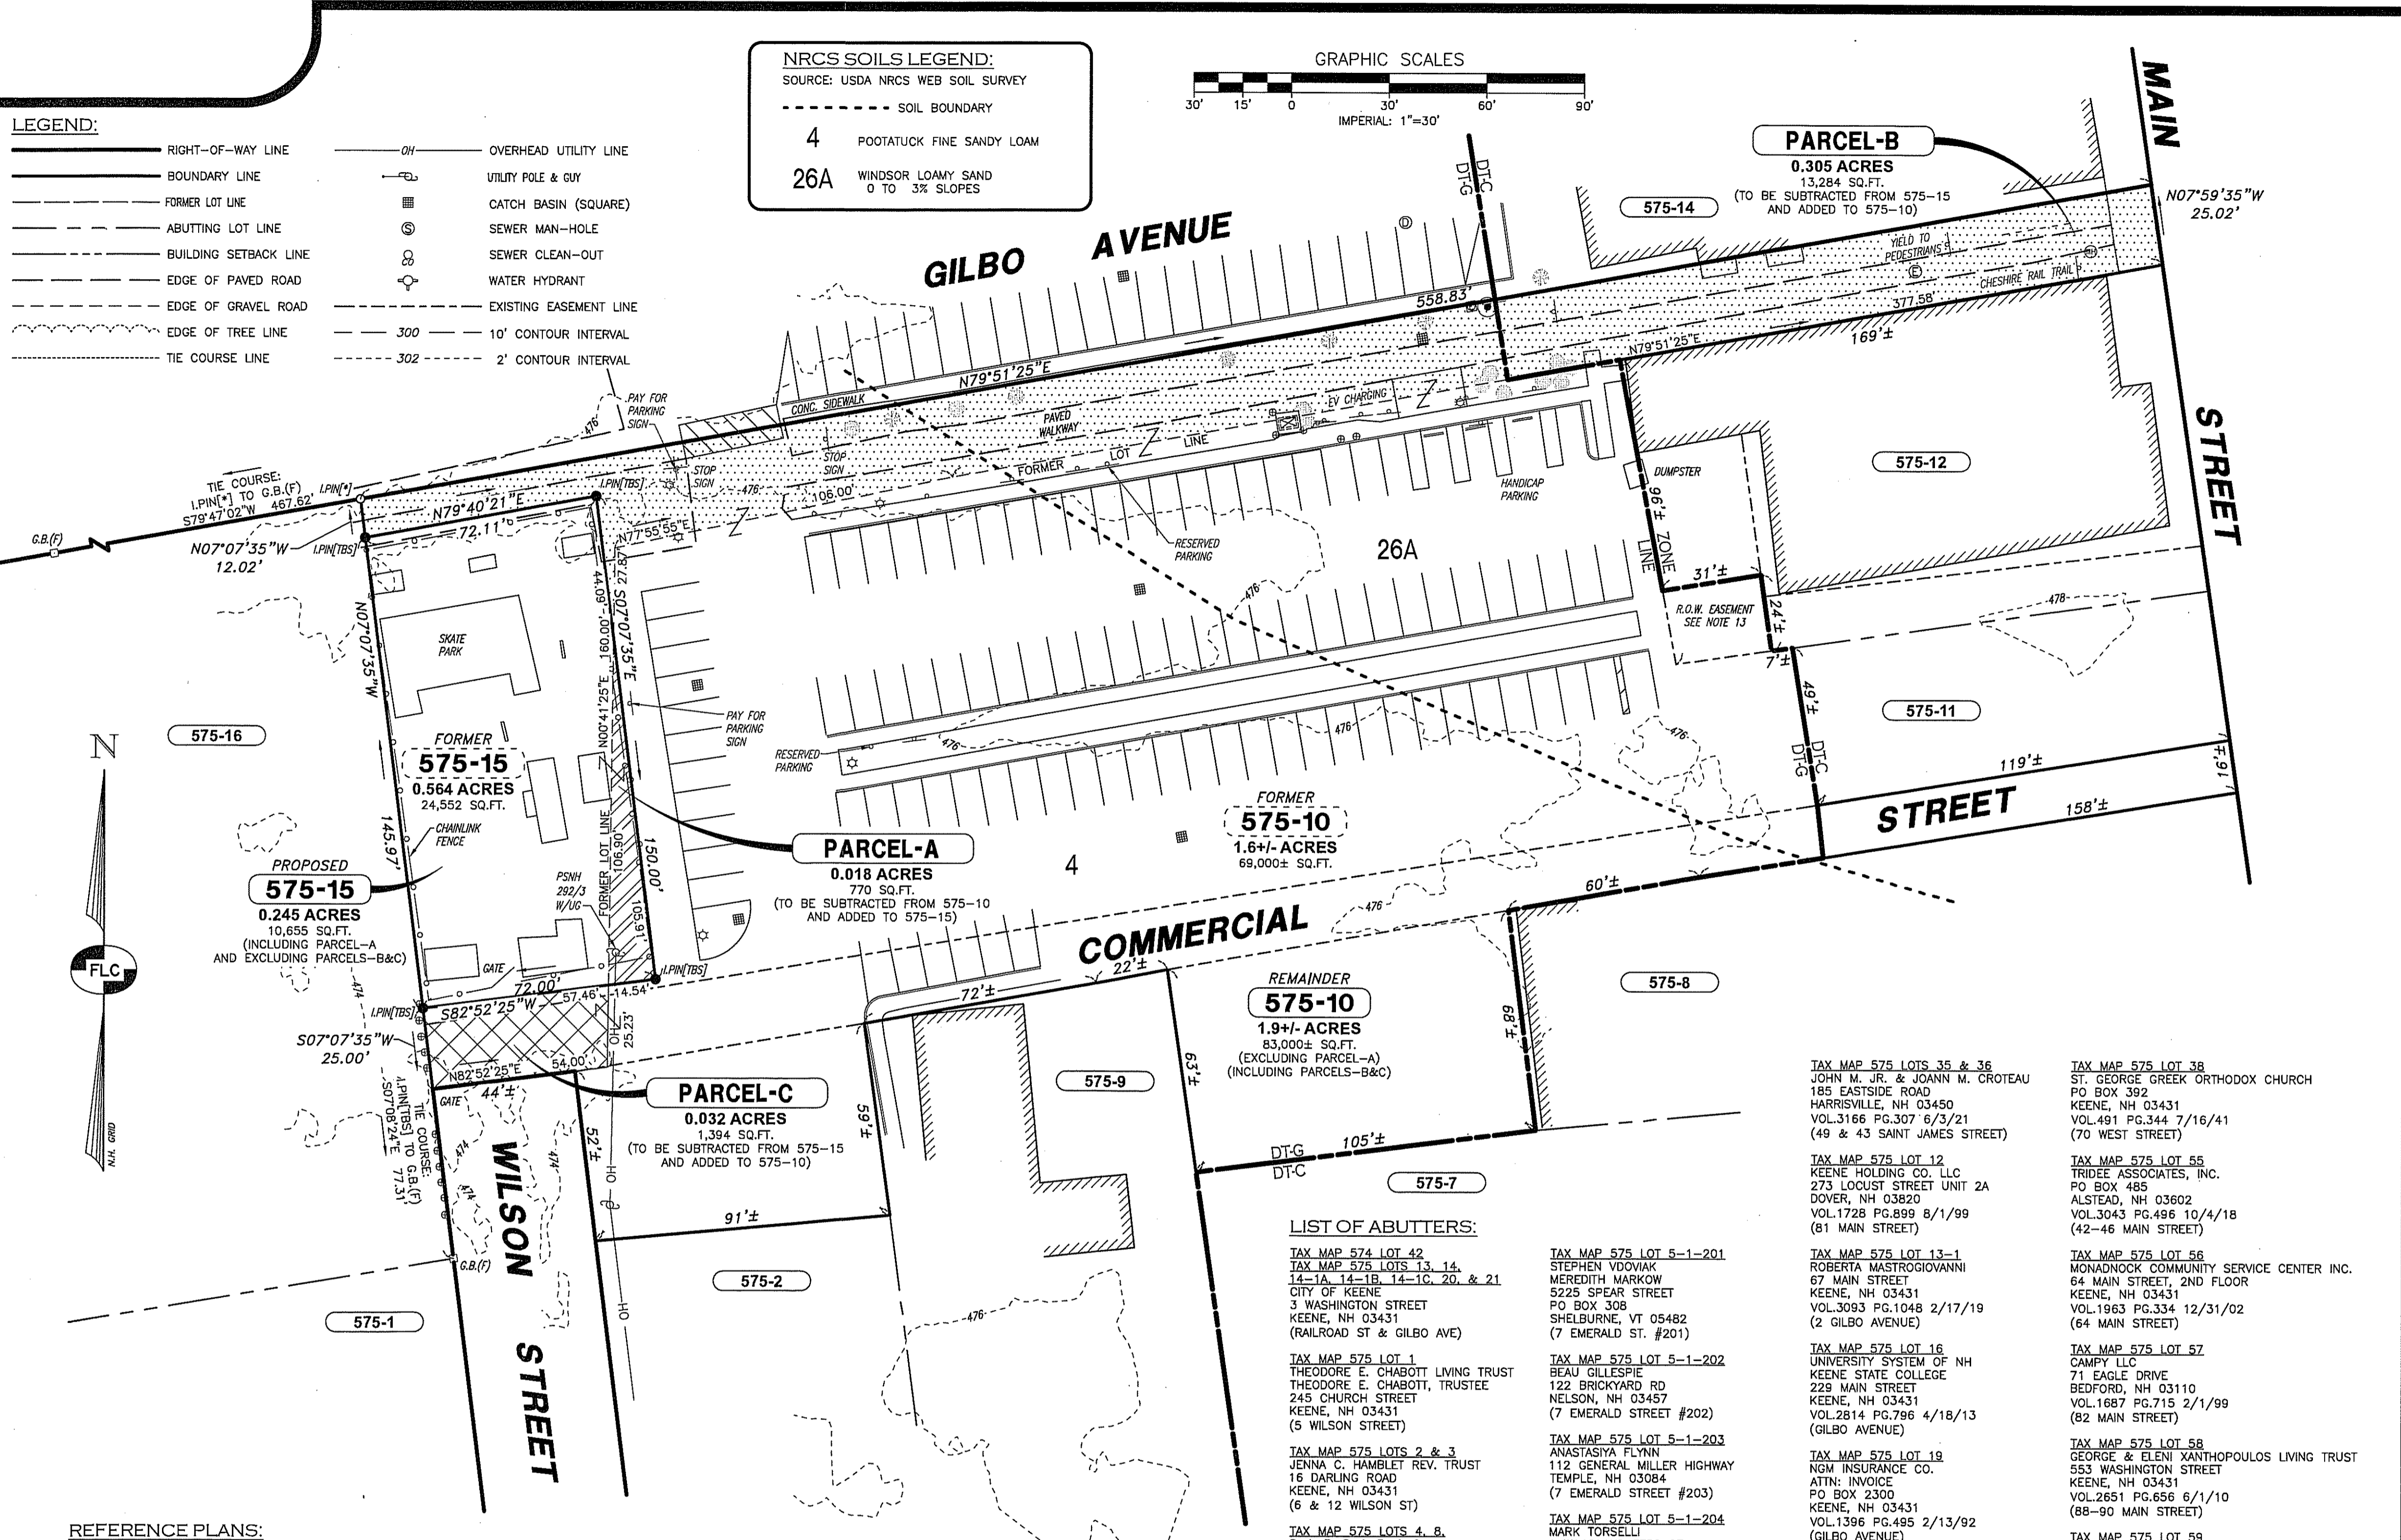 NRCS SOILS LEGEND:
SOURCE: USDA NRCS WEB SOIL SURVEY
SOIL BOUNDARY
4 POOTATUCK FINE SANDY LOAM
26A WINDSOR LOAMY SAND
0 TO 3% SLOPES
GRAPHIC SCALES
30' 15' 0 30' 60' 90'
IMPERIAL: 1"=30'
LEGEND:
RIGHT-OF-WAY LINE
BOUNDARY LINE
FORMER LOT LINE
ABUTTING LOT LINE
BUILDING SETBACK LINE
EDGE OF PAVED ROAD
EDGE OF GRAVEL ROAD
EDGE OF TREE LINE
TIE COURSE LINE
OH OVERHEAD UTILITY LINE
UTILITY POLE & GUY
CATCH BASIN (SQUARE)
S SEWER MAN-HOLE
CO SEWER CLEAN-OUT
WATER HYDRANT
EXISTING EASEMENT LINE
300 10' CONTOUR INTERVAL
302 2' CONTOUR INTERVAL
MAIN
STREET
GILBO AVENUE
DT-G
DT-C
D
575-14
PARCEL-B
0.305 ACRES
13,284 SQ.FT.
(TO BE SUBTRACTED FROM 575-15
AND ADDED TO 575-10)
N07°59'35"W
25.02'
YIELD TO
PEDESTRIANS
E
CHESHIRE RAIL TRAIL
377.58'
169'±
N79°51'25"E
558.83'
N79°51'25"E
CONC. SIDEWALK
PAVED
WALKWAY
EV CHARGING
FORMER LOT LINE
PAY FOR
PARKING
SIGN
476
STOP
SIGN
STOP
SIGN
476
106.00'
TIE COURSE:
I.PIN[*] TO G.B.(F)
S79°47'02"W 467.62'
I.PIN[*]
G.B.(F)
N07°07'35"W
12.02'
I.PIN[TBS]
N79°40'21"E
72.11'
I.PIN[TBS]
N77°55'55"E
27.87'
44.09'
160.00'
S07°07'35"E
N00°41'25"E
RESERVED
PARKING
HANDICAP
PARKING
DUMPSTER
575-12
96'±
ZONE
LINE
31'±
R.O.W. EASEMENT
SEE NOTE 13
24'±
7'±
49'±
DT-G
DT-C
478
575-11
119'±
158'±
16'±
26A
476
476
476
476
N07°07'35"W
145.97'
SKATE
PARK
575-16
FORMER
575-15
0.564 ACRES
24,552 SQ.FT.
CHAINLINK
FENCE
PROPOSED
575-15
0.245 ACRES
10,655 SQ.FT.
(INCLUDING PARCEL-A
AND EXCLUDING PARCELS-B&C)
N
FLC
N.H. GRID
PAY FOR
PARKING
SIGN
RESERVED
PARKING
PSNH
292/3
W/UG
FORMER LOT LINE
106.90
150.00'
105.91'
PARCEL-A
0.018 ACRES
770 SQ.FT.
(TO BE SUBTRACTED FROM 575-10
AND ADDED TO 575-15)
FORMER
575-10
1.6+/- ACRES
69,000± SQ.FT.
4
COMMERCIAL STREET
476
60'±
22'±
72'±
68'±
63'±
59'±
REMAINDER
575-10
1.9+/- ACRES
83,000± SQ.FT.
(EXCLUDING PARCEL-A)
(INCLUDING PARCELS-B&C)
575-8
575-9
GATE
72.00'
57.46'
14.54'
I.PIN[TBS]
I.PIN[TBS]
S82°52'25"W
25.23'
OH
S07°07'35"W
25.00'
474
N82°52'25"E
54.00'
GATE
44'±
PARCEL-C
0.032 ACRES
1,394 SQ.FT.
(TO BE SUBTRACTED FROM 575-15
AND ADDED TO 575-10)
TIE COURSE:
I.PIN[TBS] TO G.B.(F)
S07°08'24"E 77.31'
474
474
474
52'±
OH
OH
WILSON STREET
G.B.(F)
91'±
575-2
575-1
DT-G
DT-C
105'±
575-7
476
REFERENCE PLANS:
LIST OF ABUTTERS:
TAX MAP 574 LOT 42
TAX MAP 575 LOTS 13, 14,
14-1A, 14-1B, 14-1C, 20, & 21
CITY OF KEENE
3 WASHINGTON STREET
KEENE, NH 03431
(RAILROAD ST & GILBO AVE)
TAX MAP 575 LOT 1
THEODORE E. CHABOTT LIVING TRUST
THEODORE E. CHABOTT, TRUSTEE
245 CHURCH STREET
KEENE, NH 03431
(5 WILSON STREET)
TAX MAP 575 LOTS 2 & 3
JENNA C. HAMBLET REV. TRUST
16 DARLING ROAD
KEENE, NH 03431
(6 & 12 WILSON ST)
TAX MAP 575 LOTS 4, 8,
TAX MAP 575 LOT 5-1-201
STEPHEN VDOVIAK
MEREDITH MARKOW
5225 SPEAR STREET
PO BOX 308
SHELBURNE, VT 05482
(7 EMERALD ST. #201)
TAX MAP 575 LOT 5-1-202
BEAU GILLESPIE
122 BRICKYARD RD
NELSON, NH 03457
(7 EMERALD STREET #202)
TAX MAP 575 LOT 5-1-203
ANASTASIYA FLYNN
112 GENERAL MILLER HIGHWAY
TEMPLE, NH 03084
(7 EMERALD STREET #203)
TAX MAP 575 LOT 5-1-204
MARK TORSELLI
TAX MAP 575 LOTS 35 & 36
JOHN M. JR. & JOANN M. CROTEAU
185 EASTSIDE ROAD
HARRISVILLE, NH 03450
VOL.3166 PG.307 6/3/21
(49 & 43 SAINT JAMES STREET)
TAX MAP 575 LOT 12
KEENE HOLDING CO. LLC
273 LOCUST STREET UNIT 2A
DOVER, NH 03820
VOL.1728 PG.899 8/1/99
(81 MAIN STREET)
TAX MAP 575 LOT 13-1
ROBERTA MASTROGIOVANNI
67 MAIN STREET
KEENE, NH 03431
VOL.3093 PG.1048 2/17/19
(2 GILBO AVENUE)
TAX MAP 575 LOT 16
UNIVERSITY SYSTEM OF NH
KEENE STATE COLLEGE
229 MAIN STREET
KEENE, NH 03431
VOL.2814 PG.796 4/18/13
(GILBO AVENUE)
TAX MAP 575 LOT 19
NGM INSURANCE CO.
ATTN: INVOICE
PO BOX 2300
KEENE, NH 03431
VOL.1396 PG.495 2/13/92
(GILBO AVENUE)
TAX MAP 575 LOT 38
ST. GEORGE GREEK ORTHODOX CHURCH
PO BOX 392
KEENE, NH 03431
VOL.491 PG.344 7/16/41
(70 WEST STREET)
TAX MAP 575 LOT 55
TRIDEE ASSOCIATES, INC.
PO BOX 485
ALSTEAD, NH 03602
VOL.3043 PG.496 10/4/18
(42-46 MAIN STREET)
TAX MAP 575 LOT 56
MONADNOCK COMMUNITY SERVICE CENTER INC.
64 MAIN STREET, 2ND FLOOR
KEENE, NH 03431
VOL.1963 PG.334 12/31/02
(64 MAIN STREET)
TAX MAP 575 LOT 57
CAMPY LLC
71 EAGLE DRIVE
BEDFORD, NH 03110
VOL.1687 PG.715 2/1/99
(82 MAIN STREET)
TAX MAP 575 LOT 58
GEORGE & ELENI XANTHOPOULOS LIVING TRUST
553 WASHINGTON STREET
KEENE, NH 03431
VOL.2651 PG.656 6/1/10
(88-90 MAIN STREET)
TAX MAP 575 LOT 59